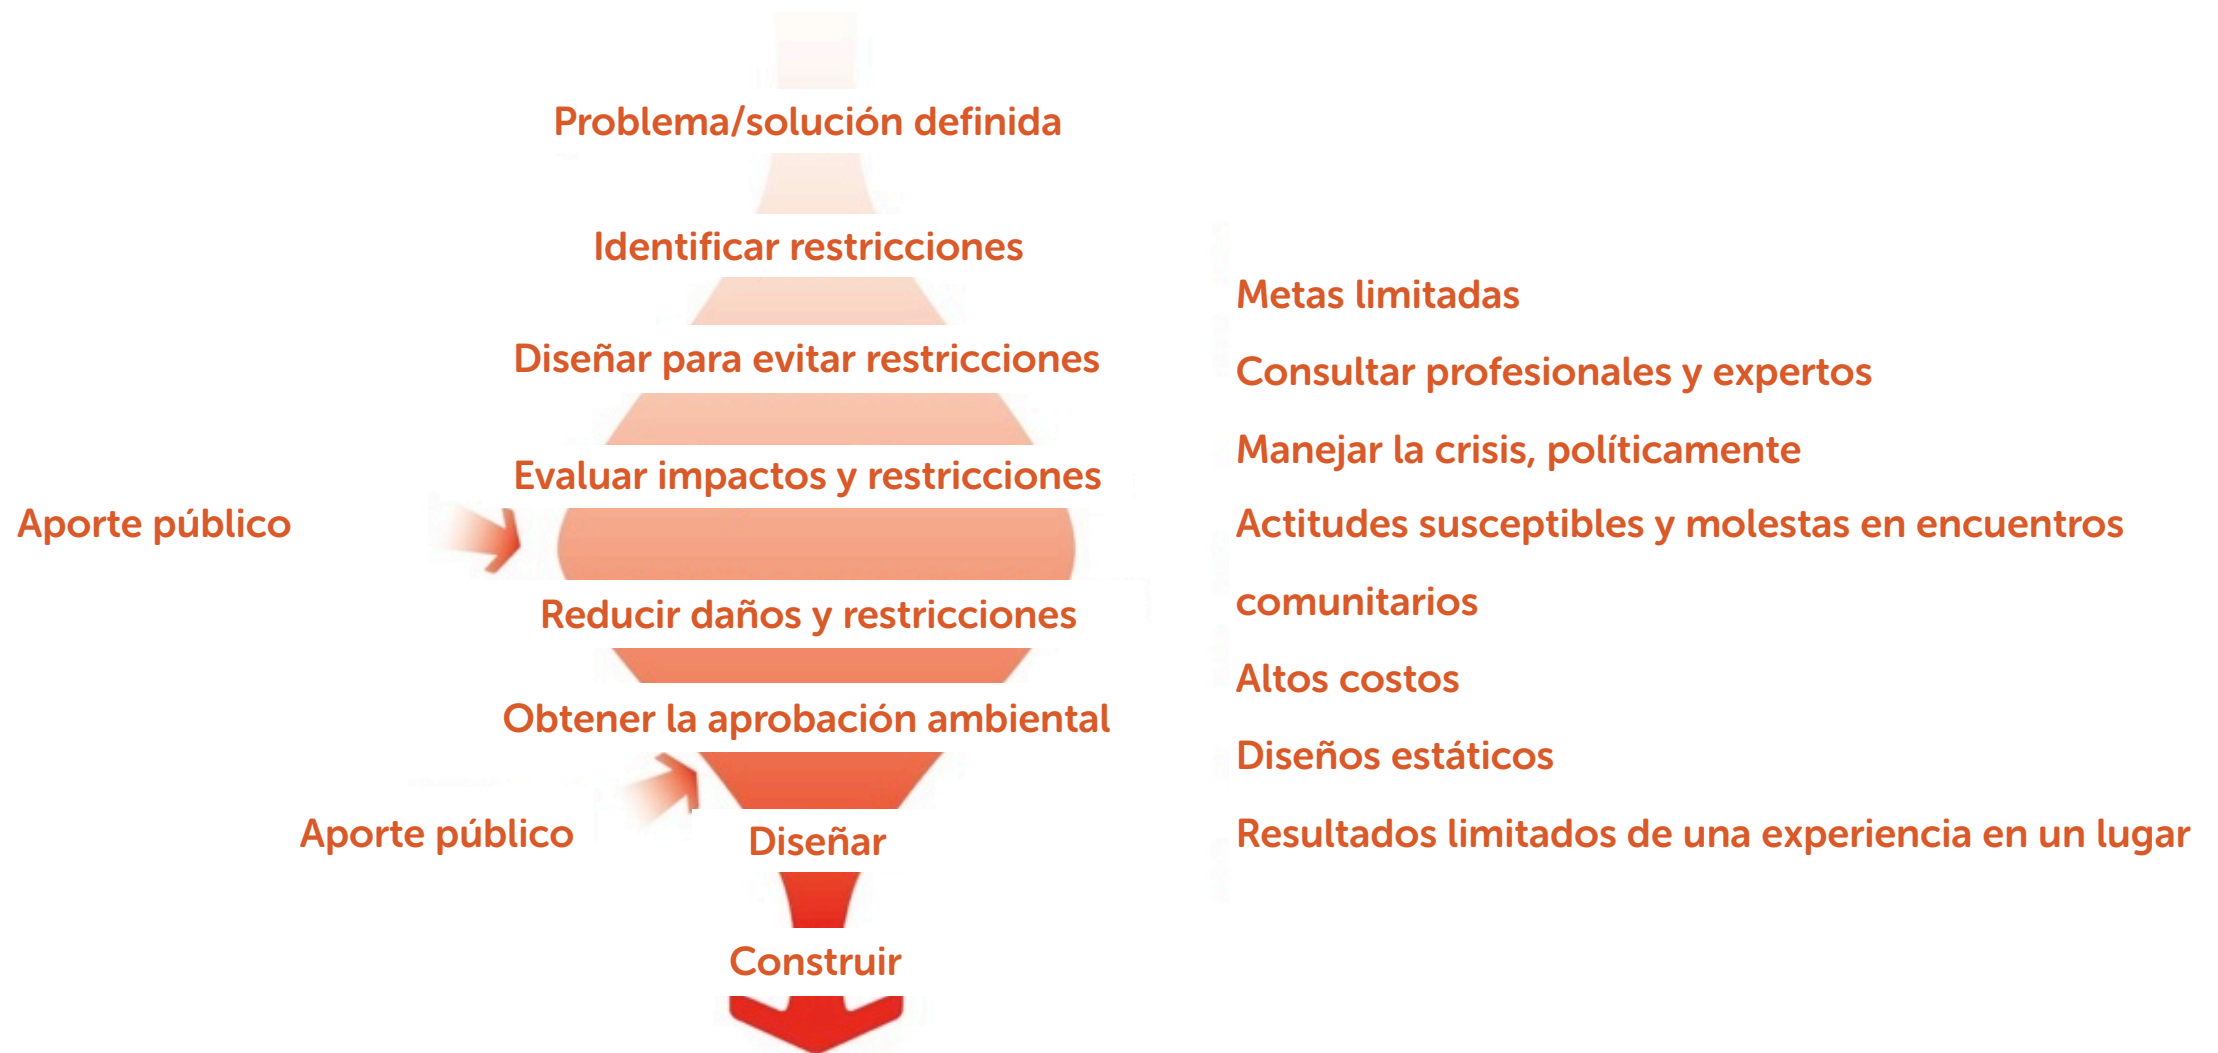 Problema/solución definida
Identificar restricciones
Diseñar para evitar restricciones
Evaluar impactos y restricciones
Aporte público
Reducir daños y restricciones
Obtener la aprobación ambiental
Aporte público
Diseñar
Construir
Metas limitadas
Consultar profesionales y expertos
Manejar la crisis, políticamente
Actitudes susceptibles y molestas en encuentros
comunitarios
Altos costos
Diseños estáticos
Resultados limitados de una experiencia en un lugar